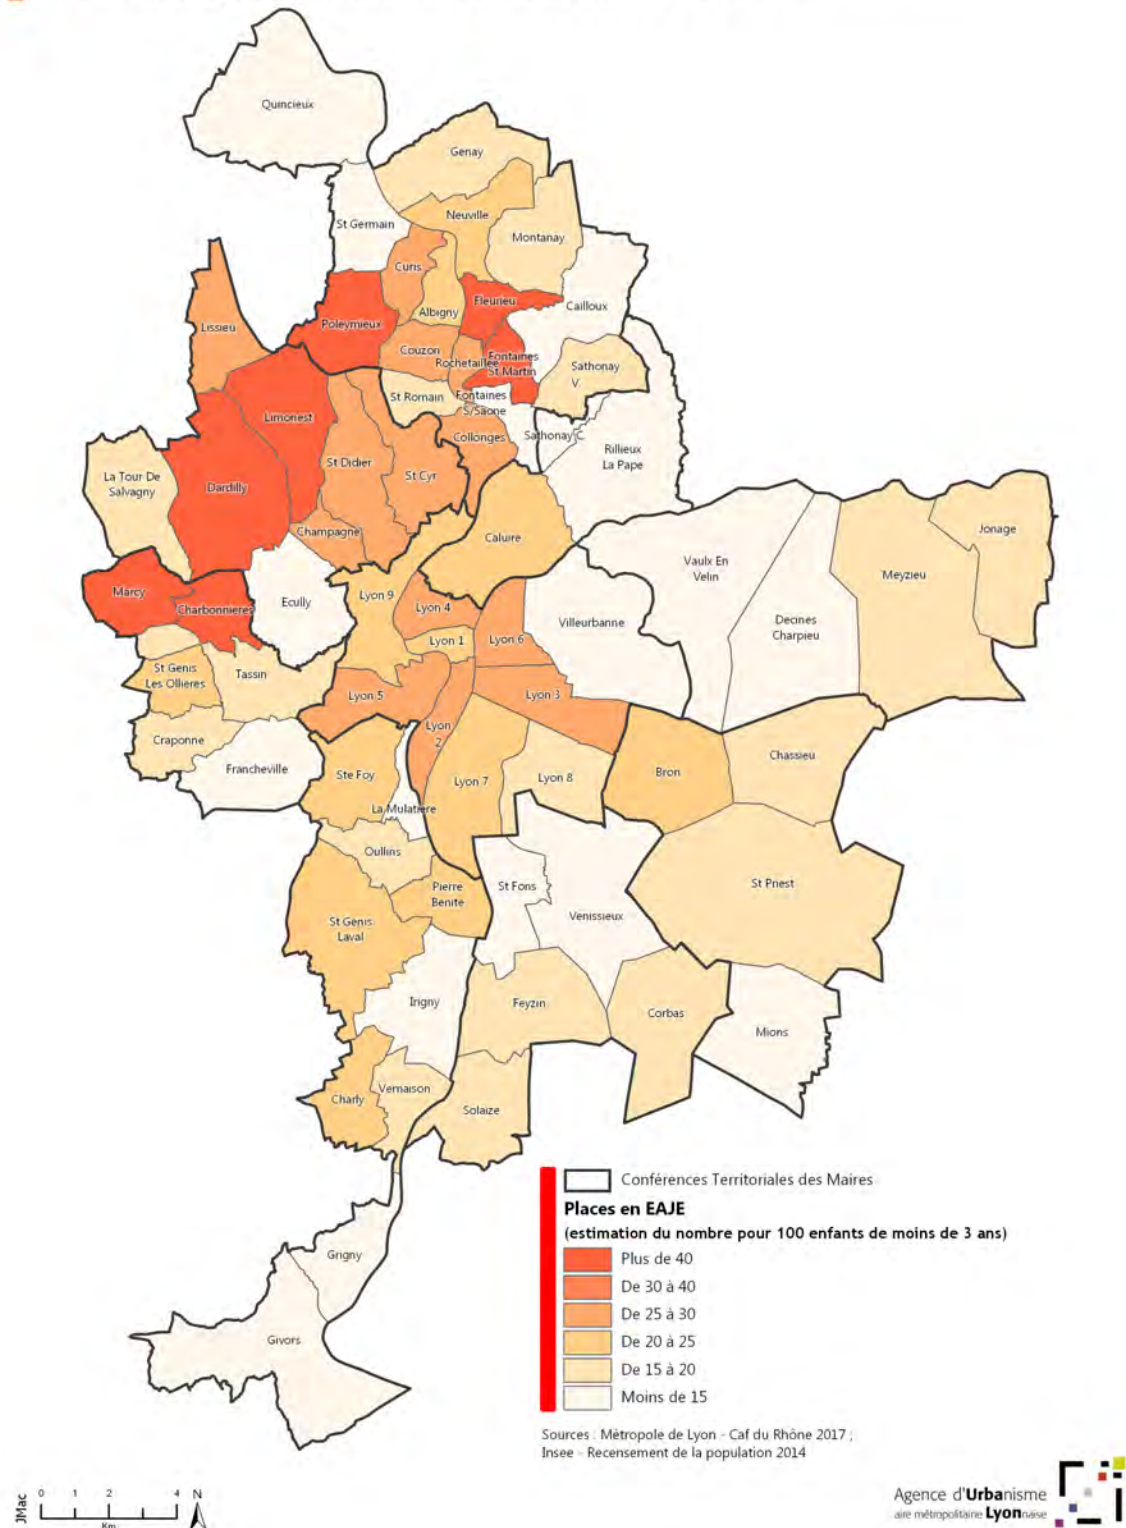 Quincieux
Genay
Neuville
St Germain
Montanay
Curis
Fleurieu
Cailloux
Albigny
Poleymieux
Lissieu
Couzon
Rochetaillée
Fontaines
St Martin
Sathonay
V.
St Romain
Fontaines
S/Saone
Limonest
Collonges
Sathonay C.
Rillieux
La Pape
St Didier
St Cyr
La Tour De
Salvagny
Dardilly
Champagne
Caluire
Jonage
Vaulx En
Velin
Meyzieu
Marcy
Charbonnieres
Ecully
Lyon 9
Lyon 4
Villeurbanne
Decines
Charpieu
Lyon 1
Lyon 6
St Genis
Les Ollieres
Tassin
Lyon 5
Lyon 3
Craponne
Lyon
2
Francheville
Ste Foy
Lyon 7
Lyon 8
Bron
Chassieu
La Mulatiere
Oullins
Pierre
Benite
St Fons
St Priest
St Genis
Laval
Venissieux
Irigny
Feyzin
Corbas
Mions
Charly
Vernaison
Solaize
Grigny
Givors
Conférences Territoriales des Maires
Places en EAJE
(estimation du nombre pour 100 enfants de moins de 3 ans)
Plus de 40
De 30 à 40
De 25 à 30
De 20 à 25
De 15 à 20
Moins de 15
Sources : Métropole de Lyon - Caf du Rhône 2017 ;
Insee - Recensement de la population 2014
JMac
0 1 2 4 N
Km
Agence d'Urbanisme
aire métropolitaine Lyonnaise